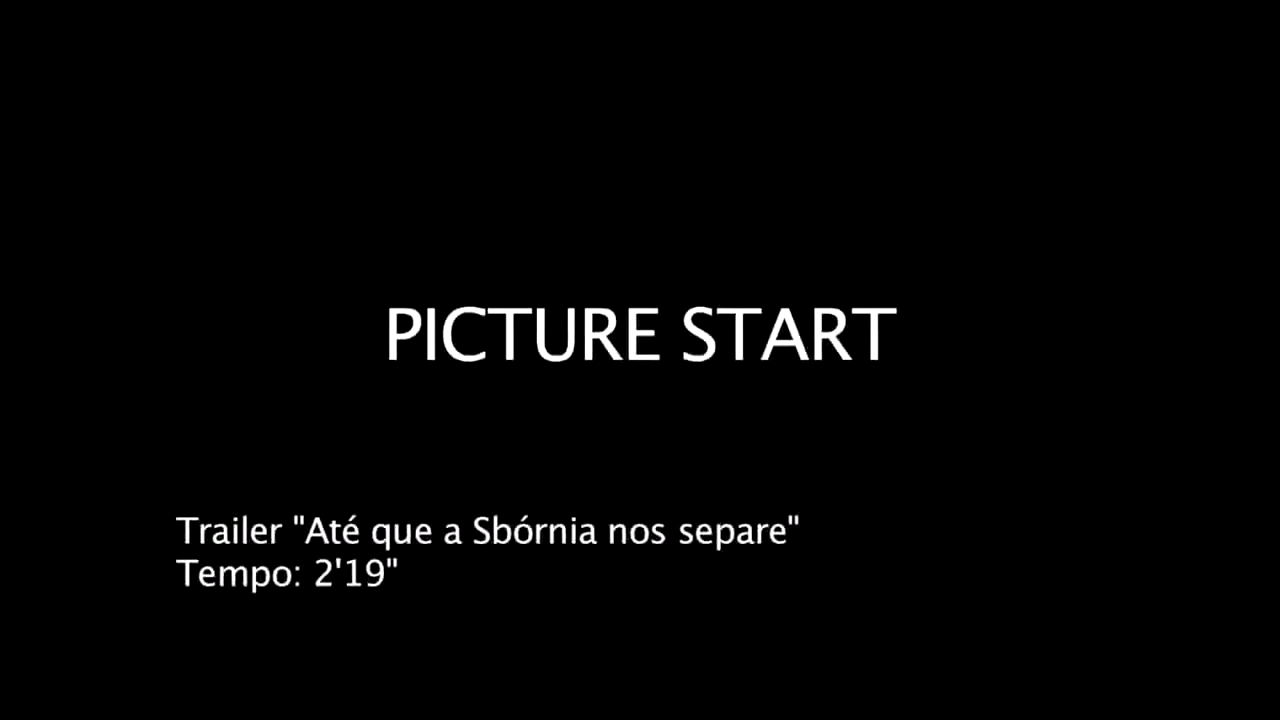 PICTURE START
Trailer "Até que a Sbórnia nos separe"
Tempo: 2'19"